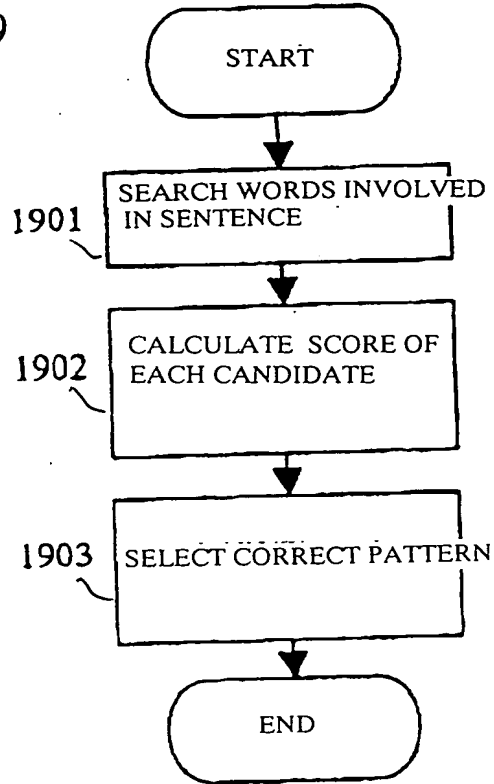 START
SEARCH WORDS INVOLVED
IN SENTENCE
1901
CALCULATE SCORE OF
EACH CANDIDATE
1902
SELECT CORRECT PATTERN
1903
END